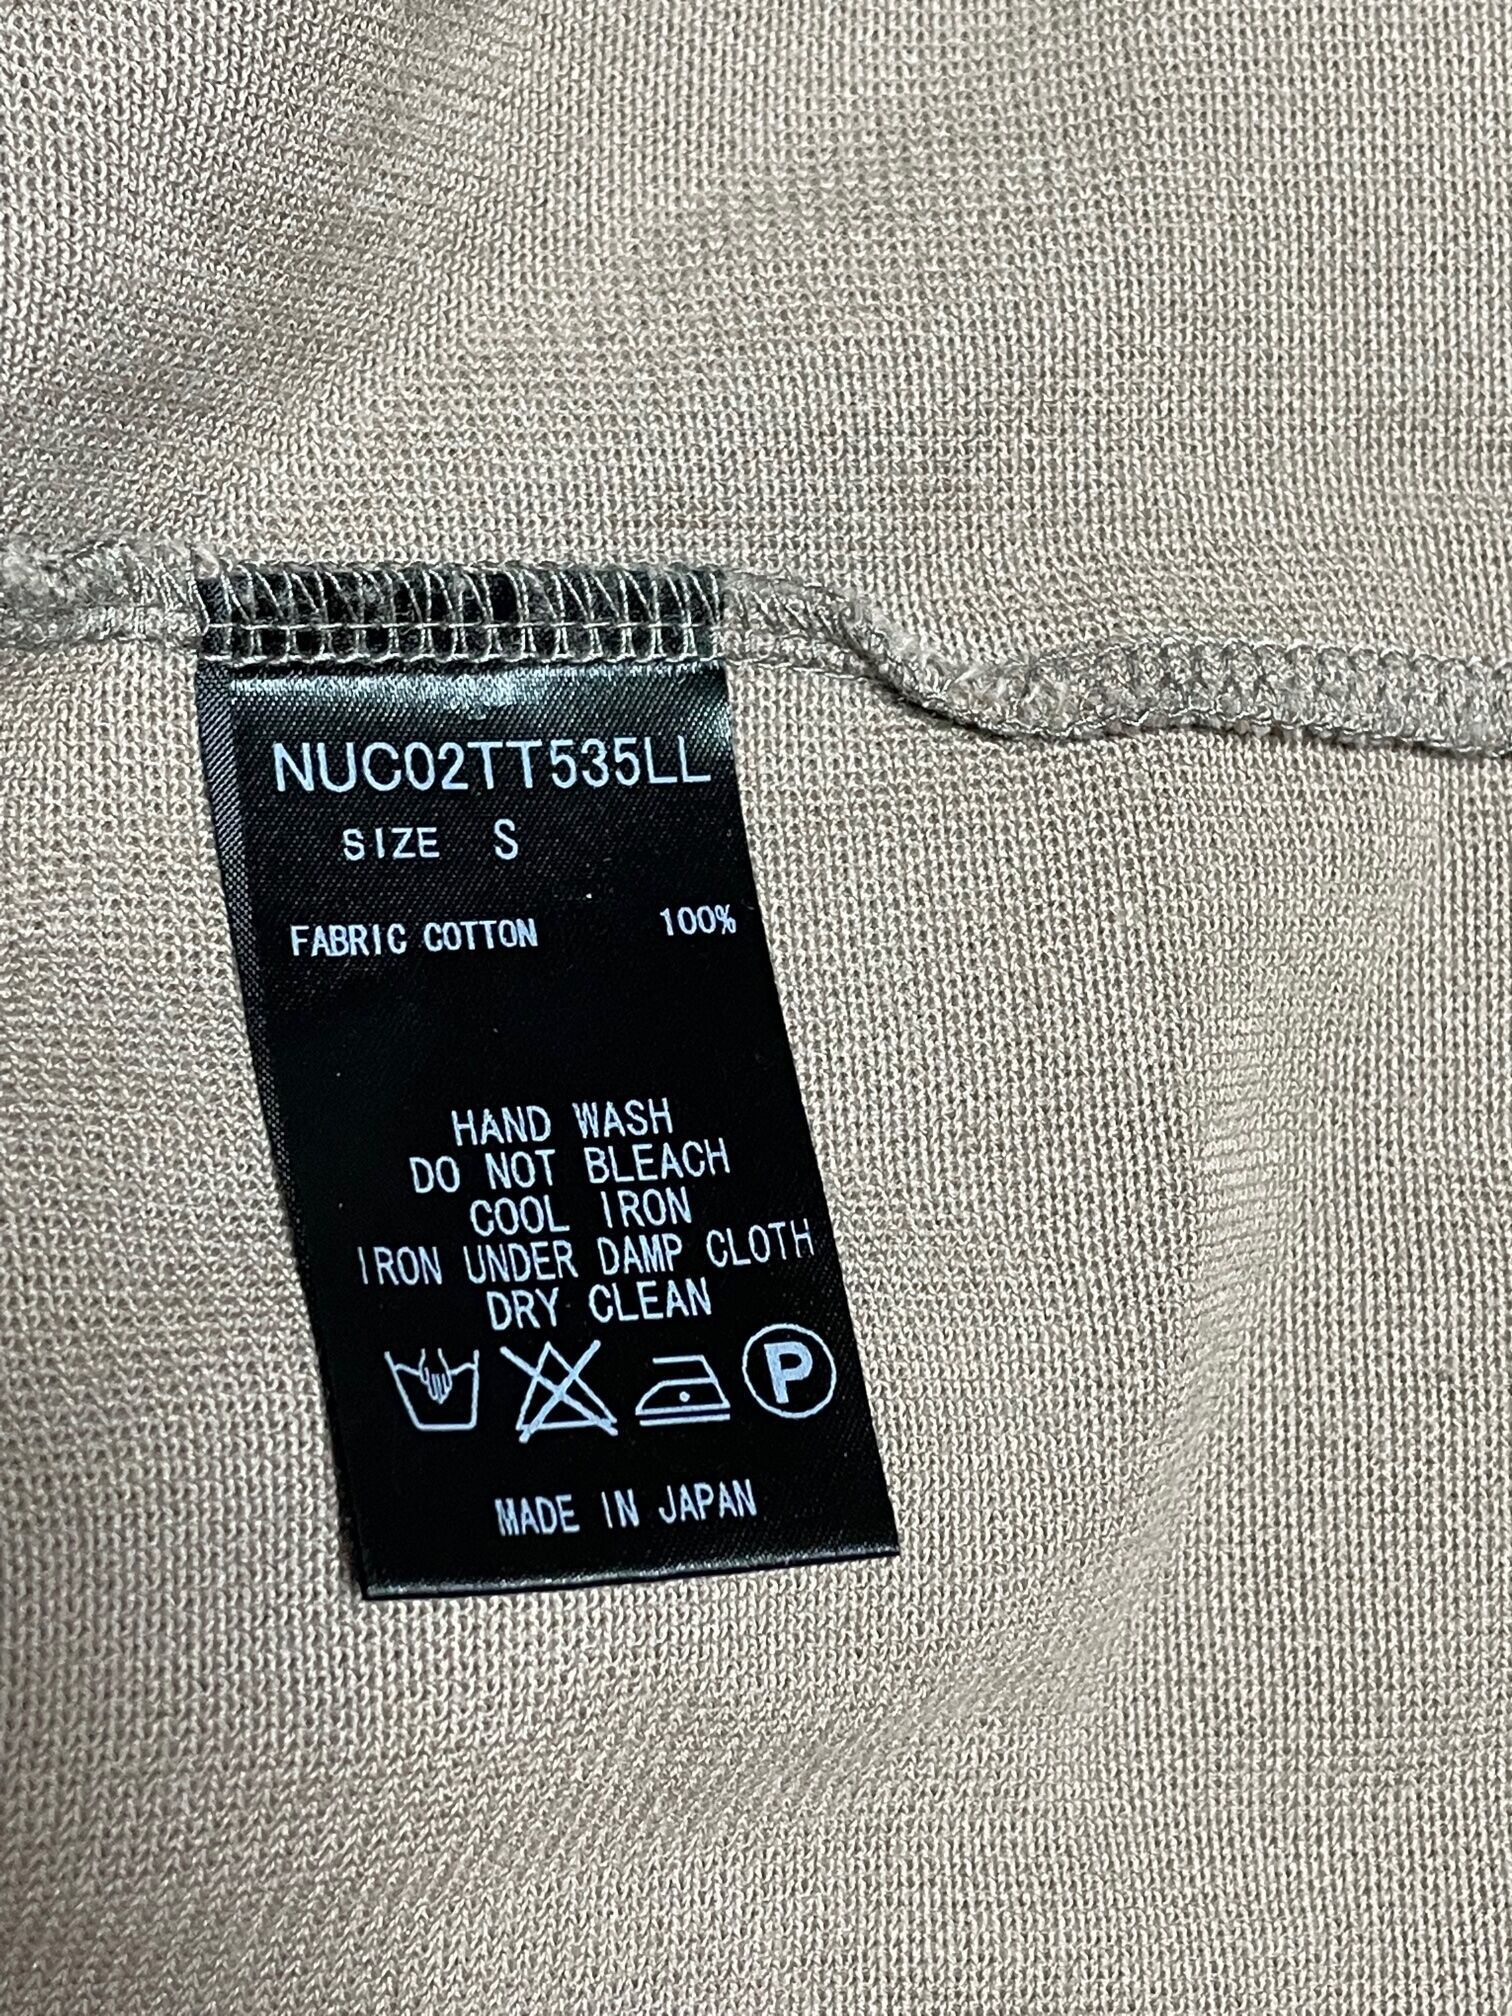 NUC02TT535LL
SIZE S
FABRIC COTTON 100%
HAND WASH
DO NOT BLEACH
COOL IRON
IRON UNDER DAMP CLOTH
DRY CLEAN
P
MADE IN JAPAN